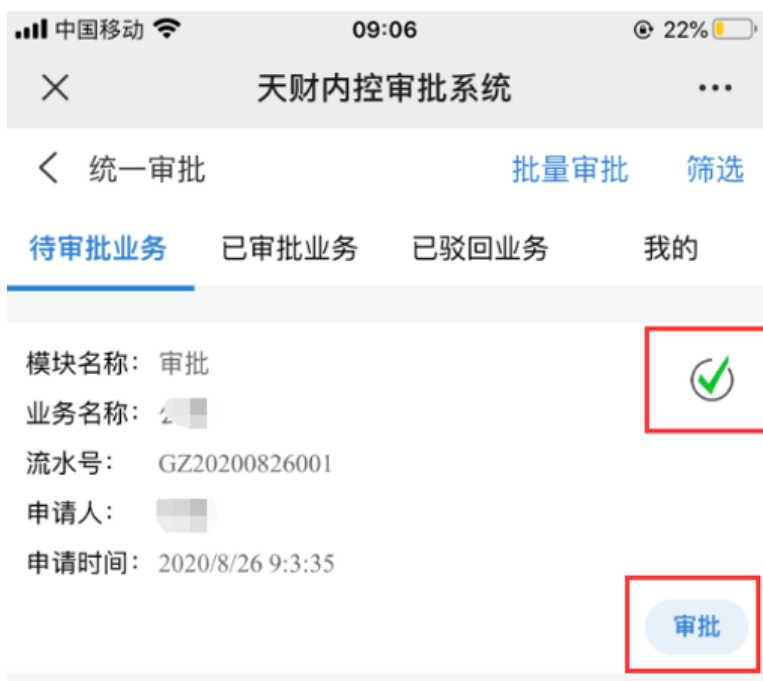 中国移动 09:06 22%
天财内控审批系统
统一审批 批量审批 筛选
待审批业务 已审批业务 已驳回业务 我的
模块名称：审批
业务名称：
流水号： GZ20200826001
申请人：
申请时间：2020/8/26 9:3:35
审批